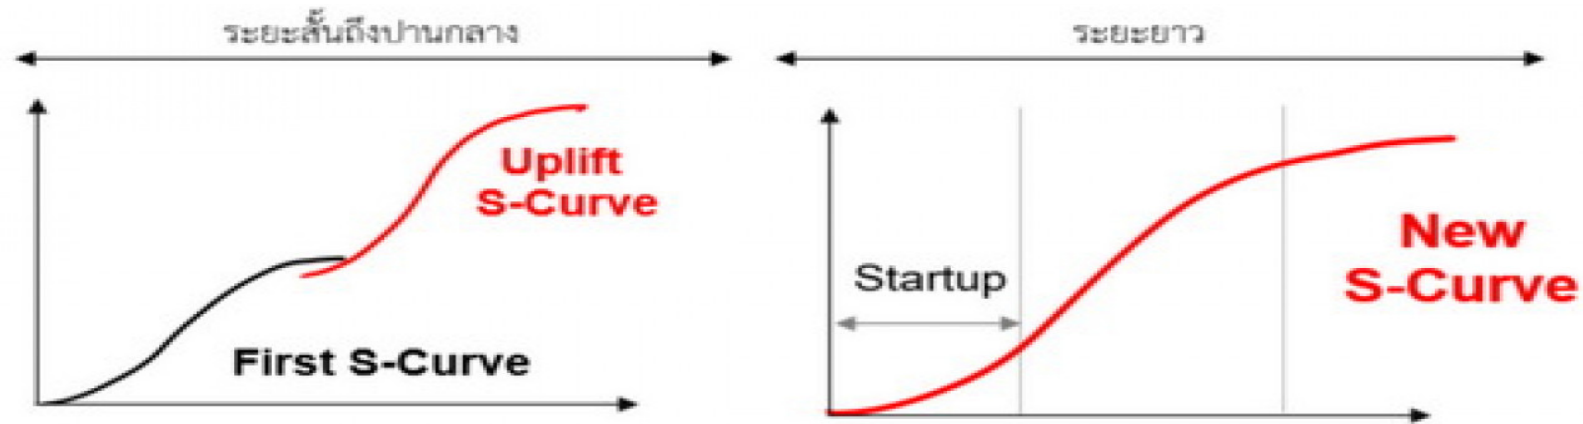 ระยะสั้นถึงปานกลาง
Uplift
S-Curve
First S-Curve
ระยะยาว
Startup
New
S-Curve